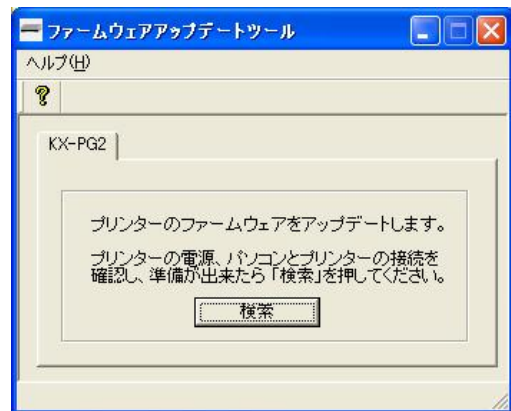 ファームウェアアップデートツール
ヘルプ(H)
KX-PG2
プリンターのファームウェアをアップデートします。
プリンターの電源、パソコンとプリンターの接続を
確認し、準備が出来たら「検索」を押してください。
検索